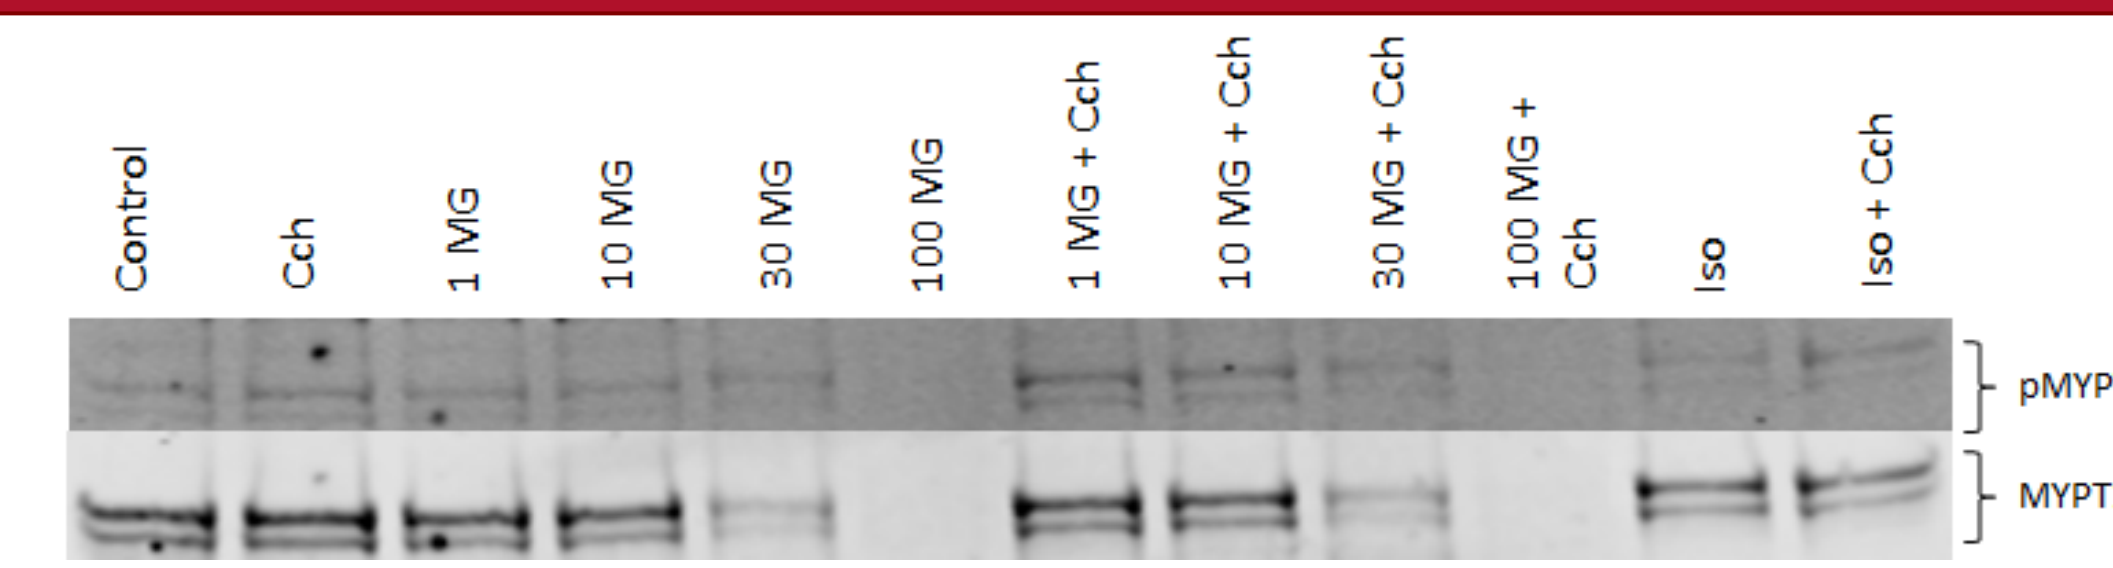 Control
Cch
1 MG
10 MG
30 MG
100 MG
1 MG + Cch
10 MG + Cch
30 MG + Cch
100 MG +
Cch
Iso
Iso + Cch
pMYP
MYPT